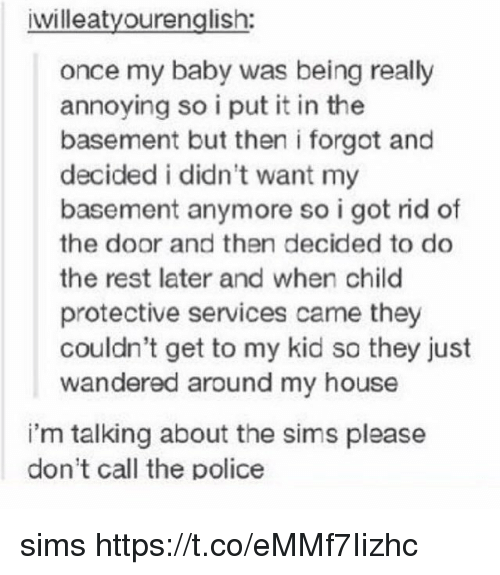 iwilleatyourenglish:
once my baby was being really
annoying so i put it in the
basement but then i forgot and
decided i didn't want my
basement anymore so i got rid of
the door and then decided to do
the rest later and when child
protective services came they
couldn't get to my kid so they just
wandered around my house
i'm talking about the sims please
don't call the police
sims https://t.co/eMMf7Iizhc